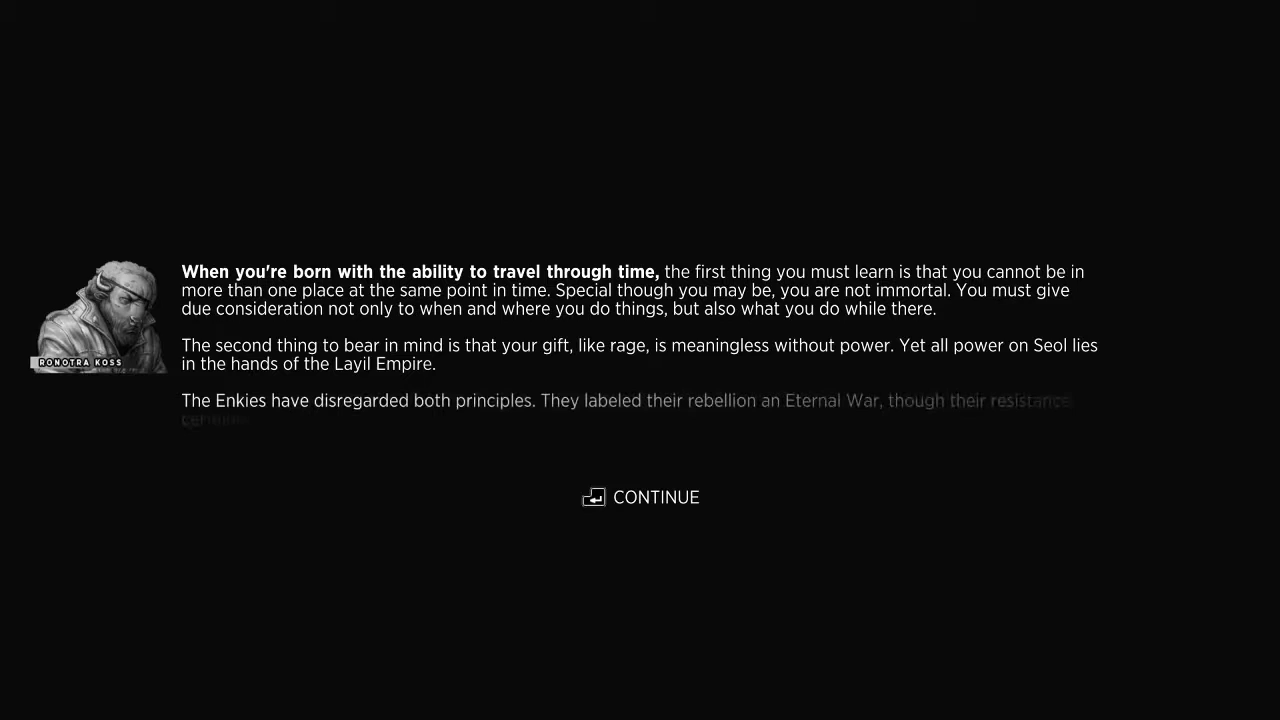 When you're born with the ability to travel through time, the first thing you must learn is that you cannot be in
more than one place at the same point in time. Special though you may be, you are not immortal. You must give
due consideration not only to when and where you do things, but also what you do while there.
RONOTRA KOSS
The second thing to bear in mind is that your gift, like rage, is meaningless without power. Yet all power on Seol lies
in the hands of the Layil Empire.
The Enkies have disregarded both principles. They labeled their rebellion an Eternal War, though their resistance
CONTINUE